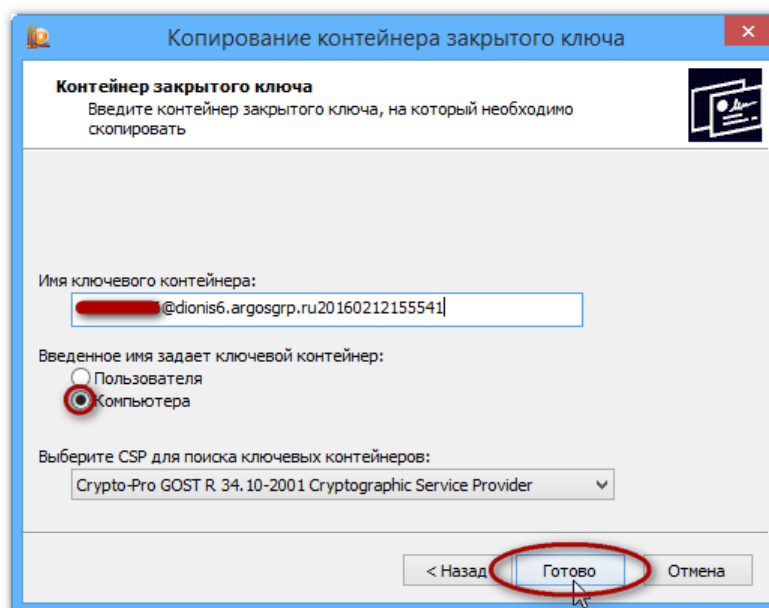 Копирование контейнера закрытого ключа
Контейнер закрытого ключа
Введите контейнер закрытого ключа, на который необходимо
скопировать
Имя ключевого контейнера:
@dionis6.argosgrp.ru20160212155541
Введенное имя задает ключевой контейнер:
Пользователя
Компьютера
Выберите CSP для поиска ключевых контейнеров:
Crypto-Pro GOST R 34.10-2001 Cryptographic Service Provider
< Назад Готово Отмена